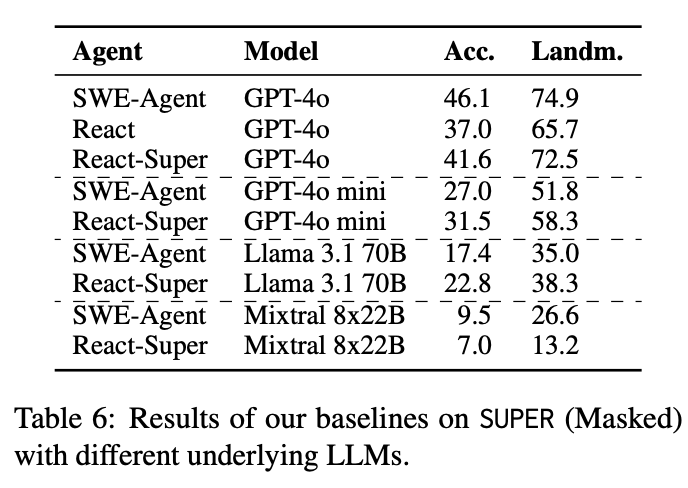 Agent Model Acc. Landm.
SWE-Agent GPT-4o 46.1 74.9
React GPT-4o 37.0 65.7
React-Super GPT-4o 41.6 72.5
SWE-Agent GPT-4o mini 27.0 51.8
React-Super GPT-4o mini 31.5 58.3
SWE-Agent Llama 3.1 70B 17.4 35.0
React-Super Llama 3.1 70B 22.8 38.3
SWE-Agent Mixtral 8x22B 9.5 26.6
React-Super Mixtral 8x22B 7.0 13.2
Table 6: Results of our baselines on SUPER (Masked)
with different underlying LLMs.